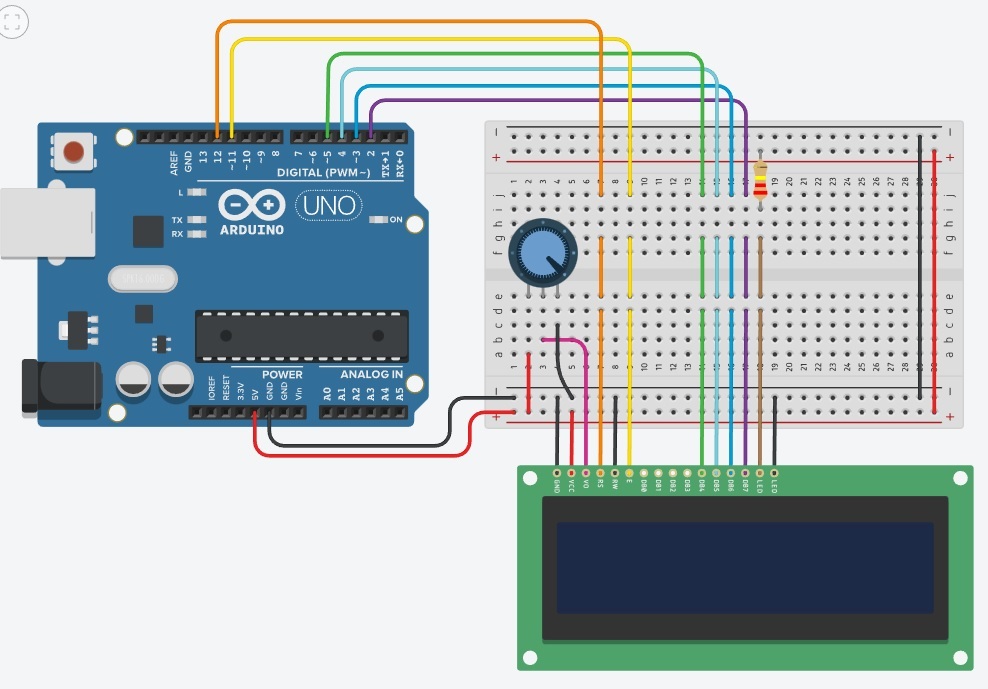 AREF
GND
13
12
~11
~10
~9
8
7
~6
~5
4
~3
2
TX→1
RX←0
DIGITAL (PWM~)
L
TX
RX
ARDUINO
UNO
ON
IOREF
RESET
3.3V
5V
GND
GND
Vin
POWER
ANALOG IN
A0
A1
A2
A3
A4
A5
− −
+ +
j j
i i
h h
g g
f f
e e
d d
c c
b b
a a
− −
+ +
GND
VCC
VO
RS
RW
E
DB0
DB1
DB2
DB3
DB4
DB5
DB6
DB7
LED
LED